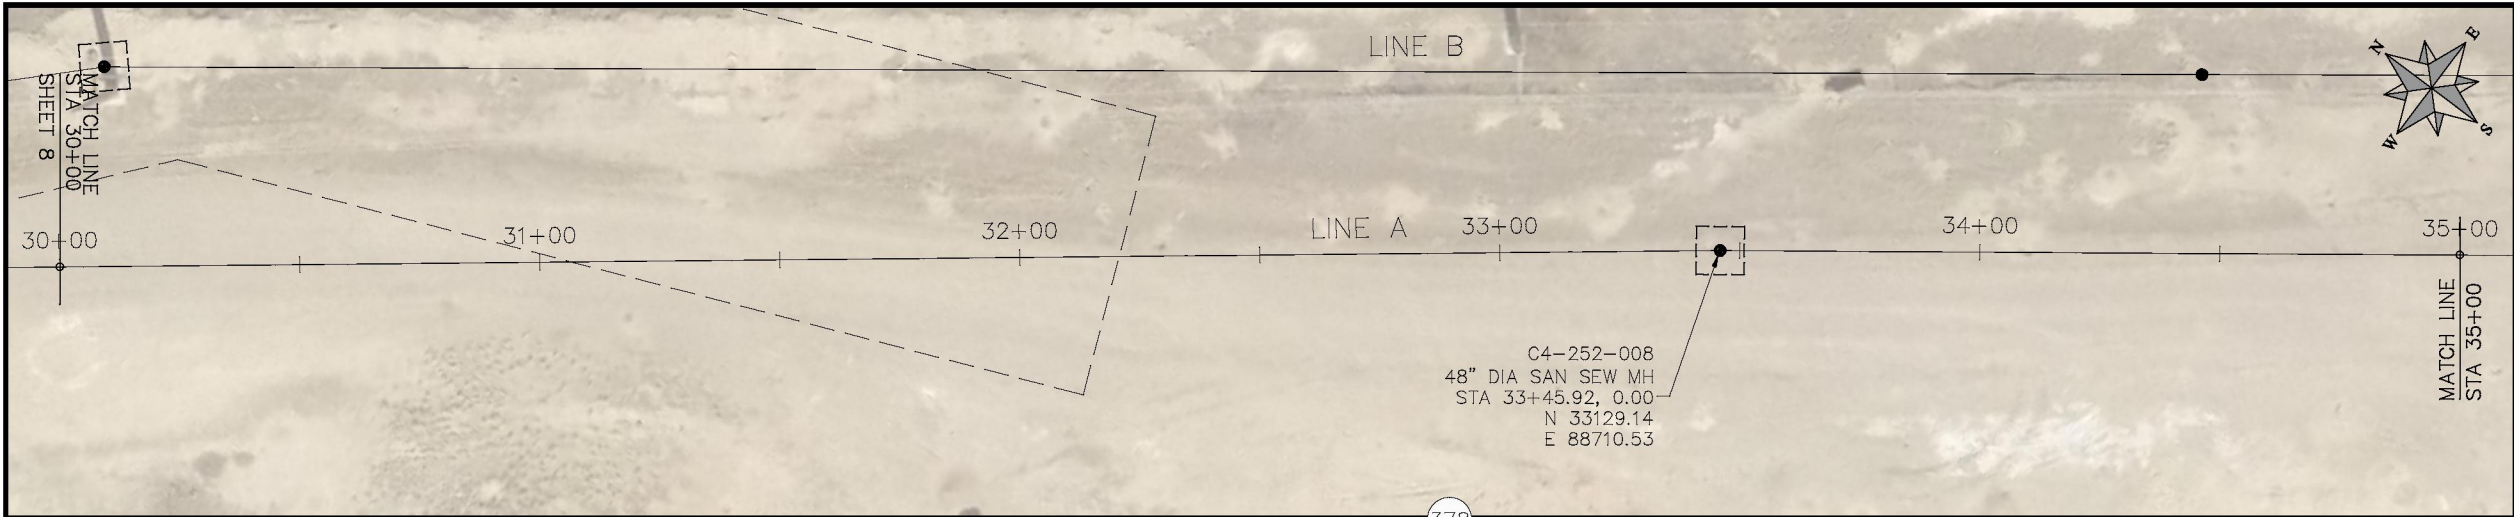 LINE B
N
E
S
W
MATCH LINE
STA 30+00
SHEET 8
30+00
31+00
32+00
LINE A
33+00
34+00
35+00
MATCH LINE
STA 35+00
C4-252-008
48" DIA SAN SEW MH
STA 33+45.92, 0.00
N 33129.14
E 88710.53